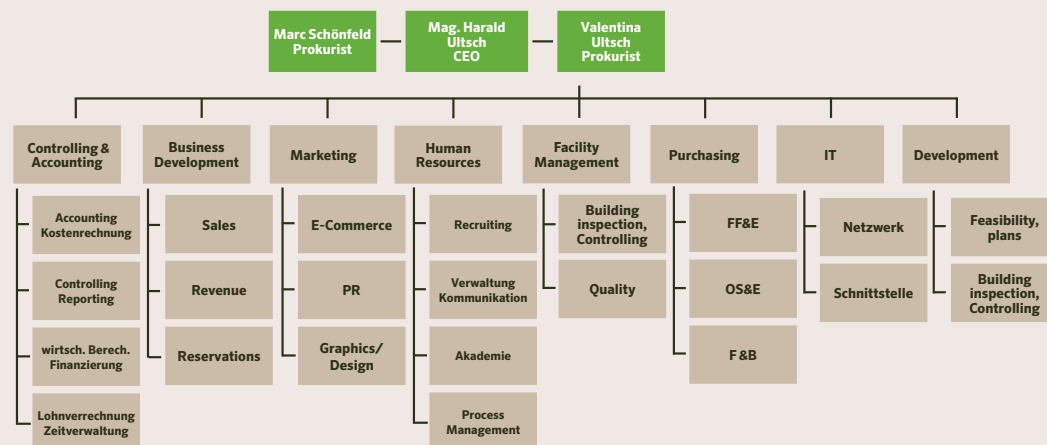 Marc Schönfeld
Prokurist
Mag. Harald
Ultsch
CEO
Valentina
Ultsch
Prokurist
Controlling &
Accounting
Business
Development
Marketing
Human
Resources
Facility
Management
Purchasing
IT
Development
Accounting
Kostenrechnung
Controlling
Reporting
wirtsch. Berech.
Finanzierung
Lohnverrechnung
Zeitverwaltung
Sales
Revenue
Reservations
E-Commerce
PR
Graphics/
Design
Recruiting
Verwaltung
Kommunikation
Akademie
Process
Management
Building
inspection,
Controlling
Quality
FF&E
OS&E
F &B
Netzwerk
Schnittstelle
Feasibility,
plans
Building
inspection,
Controlling